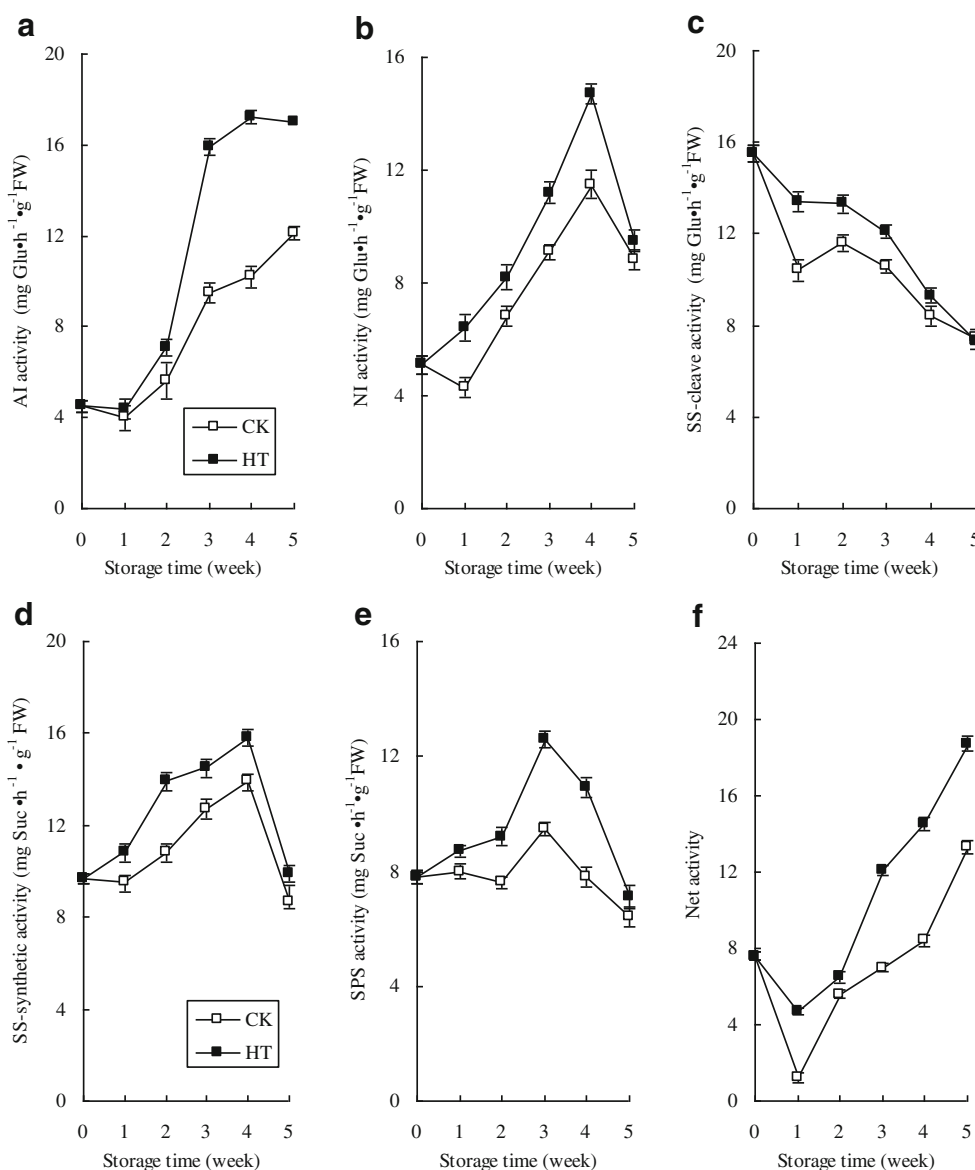 a
20
16
12
8
4
0
AI activity (mg Glu•h⁻¹•g⁻¹FW)
CK
HT
0 1 2 3 4 5
Storage time (week)
b
16
12
8
4
0
NI activity (mg Glu•h⁻¹•g⁻¹FW)
0 1 2 3 4 5
Storage time (week)
c
20
16
12
8
4
0
SS-cleave activity (mg Glu•h⁻¹•g⁻¹FW)
0 1 2 3 4 5
Storage time (week)
d
20
16
12
8
4
0
SS-synthetic activity (mg Suc•h⁻¹•g⁻¹ FW)
CK
HT
0 1 2 3 4 5
Storage time (week)
e
16
12
8
4
0
SPS activity (mg Suc•h⁻¹•g⁻¹FW)
0 1 2 3 4 5
Storage time (week)
f
24
20
16
12
8
4
0
Net activity
0 1 2 3 4 5
Storage time (week)